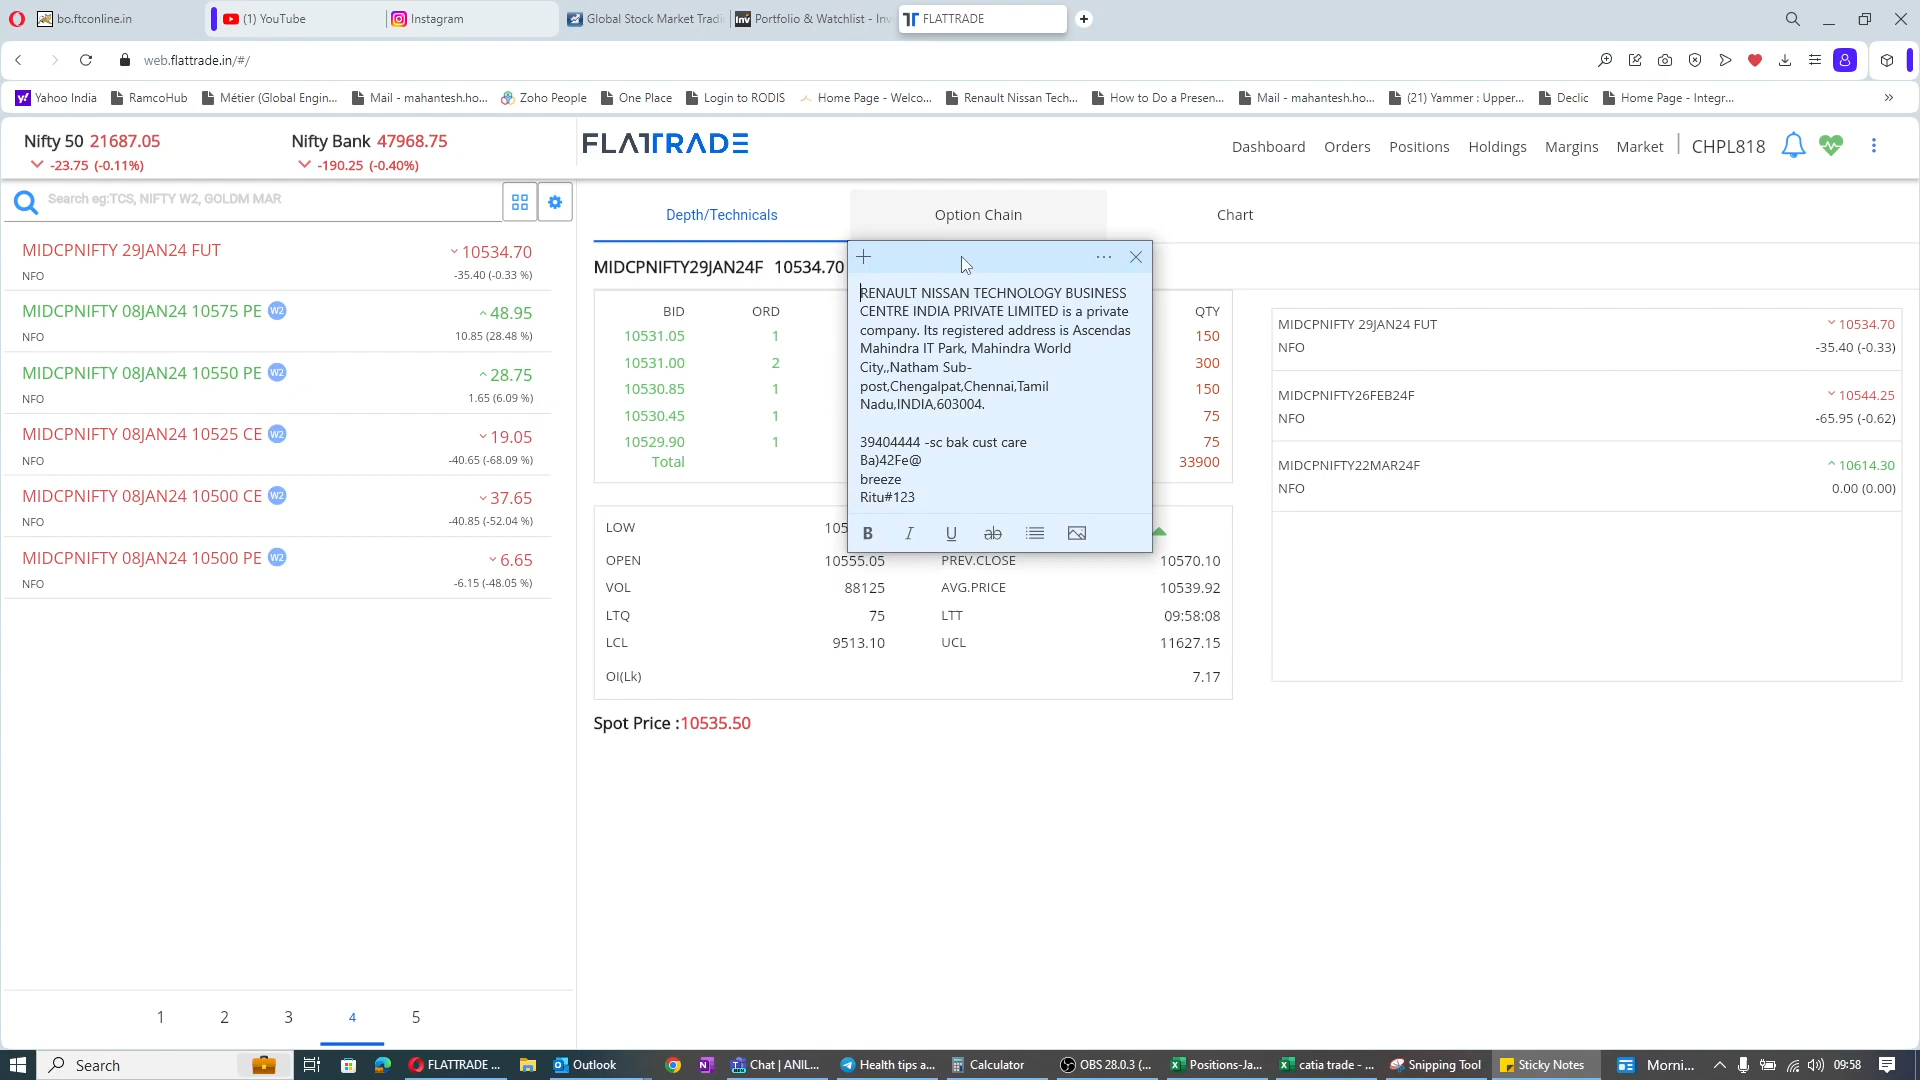 bo.ftconline.in
(1) YouTube
Instagram
Global Stock Market Tradi
Portfolio & Watchlist - Inv
FLATTRADE
web.flattrade.in/#/
Yahoo India
RamcoHub
Métier (Global Engin...
Mail - mahantesh.ho...
Zoho People
One Place
Login to RODIS
Home Page - Welco...
Renault Nissan Tech...
How to Do a Presen...
Mail - mahantesh.ho...
(21) Yammer : Upper...
Declic
Home Page - Integr...
Nifty 50 21687.05
-23.75 (-0.11%)
Nifty Bank 47968.75
-190.25 (-0.40%)
FLATTRADE
Dashboard
Orders
Positions
Holdings
Margins
Market
CHPL818
Search eg:TCS, NIFTY W2, GOLDM MAR
MIDCPNIFTY 29JAN24 FUT 10534.70
NFO -35.40 (-0.33 %)
MIDCPNIFTY 08JAN24 10575 PE W2 48.95
NFO 10.85 (28.48 %)
MIDCPNIFTY 08JAN24 10550 PE W2 28.75
NFO 1.65 (6.09 %)
MIDCPNIFTY 08JAN24 10525 CE W2 19.05
NFO -40.65 (-68.09 %)
MIDCPNIFTY 08JAN24 10500 CE W2 37.65
NFO -40.85 (-52.04 %)
MIDCPNIFTY 08JAN24 10500 PE W2 6.65
NFO -6.15 (-48.05 %)
1 2 3 4 5
Depth/Technicals
Option Chain
Chart
MIDCPNIFTY29JAN24F 10534.70
BID ORD QTY
10531.05 1 150
10531.00 2 300
10530.85 1 150
10530.45 1 75
10529.90 1 75
Total 33900
RENAULT NISSAN TECHNOLOGY BUSINESS
CENTRE INDIA PRIVATE LIMITED is a private
company. Its registered address is Ascendas
Mahindra IT Park, Mahindra World
City,,Natham Sub-
post,Chengalpat,Chennai,Tamil
Nadu,INDIA,603004.
39404444 -sc bak cust care
Ba)42Fe@
breeze
Ritu#123
B I U ab
LOW 105
OPEN 10555.05 PREV.CLOSE 10570.10
VOL 88125 AVG.PRICE 10539.92
LTQ 75 LTT 09:58:08
LCL 9513.10 UCL 11627.15
OI(Lk) 7.17
Spot Price :10535.50
MIDCPNIFTY 29JAN24 FUT 10534.70
NFO -35.40 (-0.33)
MIDCPNIFTY26FEB24F 10544.25
NFO -65.95 (-0.62)
MIDCPNIFTY22MAR24F 10614.30
NFO 0.00 (0.00)
Search
FLATTRADE ...
Outlook
Chat | ANIL...
Health tips a...
Calculator
OBS 28.0.3 (...
Positions-Ja...
catia trade - ...
Snipping Tool
Sticky Notes
Morni...
09:58